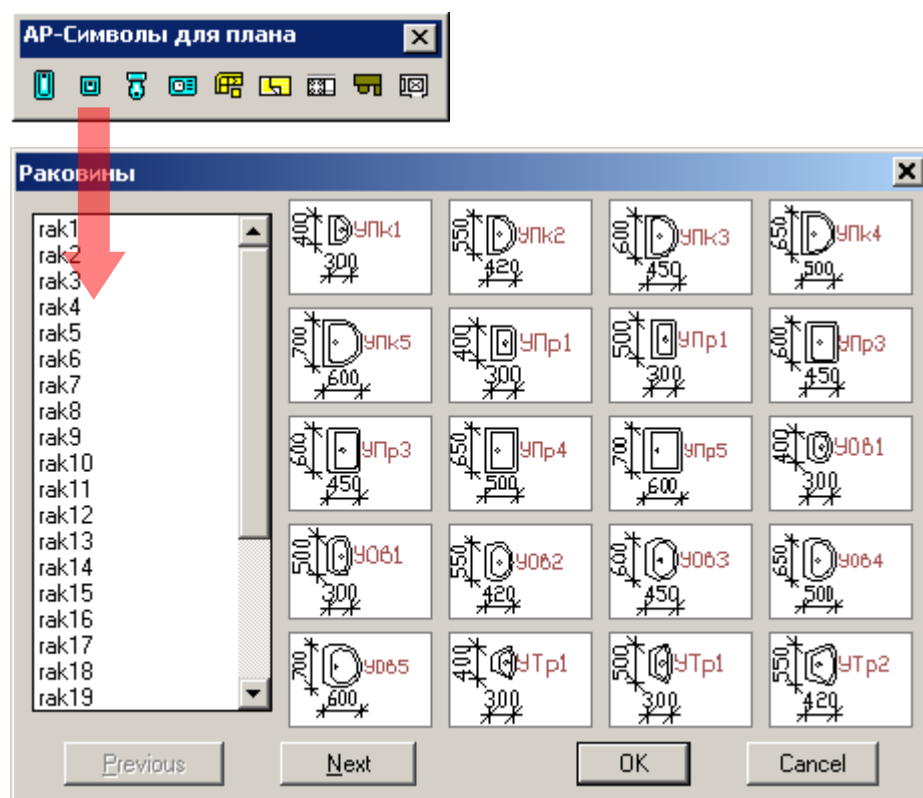 АР-Символы для плана
Раковины
rak1
rak2
rak3
rak4
rak5
rak6
rak7
rak8
rak9
rak10
rak11
rak12
rak13
rak14
rak15
rak16
rak17
rak18
rak19
400 УПк1 300
550 УПк2 420
600 УПк3 450
650 УПк4 500
700 УПк5 600
400 УПр1 300
500 УПр1 300
600 УПр3 450
600 УПр3 450
650 УПр4 500
700 УПр5 600
400 УОв1 300
500 УОв1 300
550 УОв2 420
600 УОв3 450
650 УОв4 500
700 УОв5 600
400 УТр1 300
500 УТр1 300
550 УТр2 420
Previous Next OK Cancel